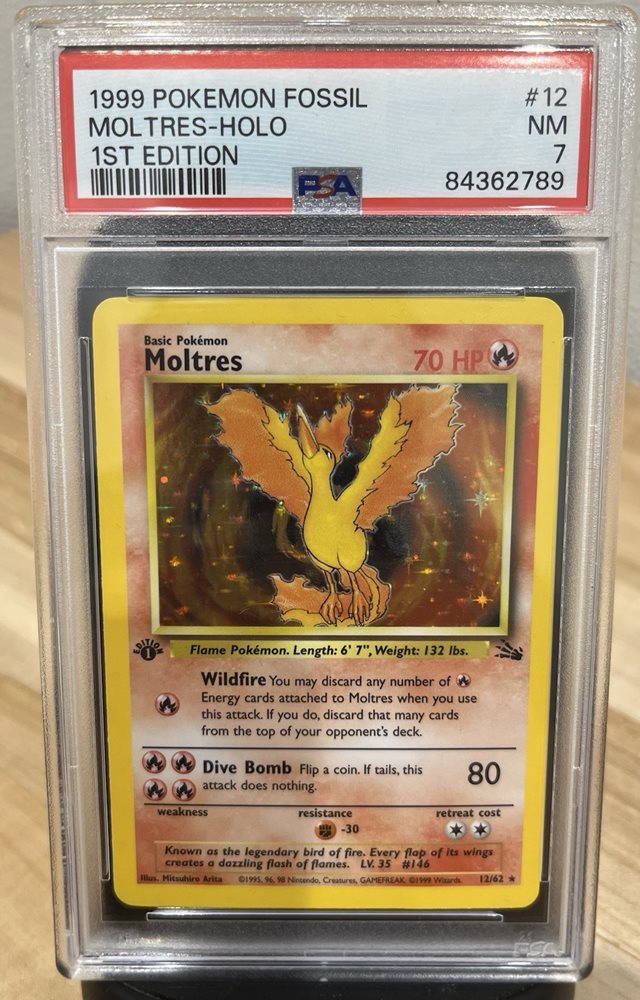 1999 POKEMON FOSSIL #12
MOLTRES-HOLO NM
1ST EDITION 7
PSA 84362789
Basic Pokémon
Moltres 70 HP
EDITION
1
Flame Pokémon. Length: 6' 7", Weight: 132 lbs.
Wildfire You may discard any number of
Energy cards attached to Moltres when you use
this attack. If you do, discard that many cards
from the top of your opponent's deck.
Dive Bomb Flip a coin. If tails, this 80
attack does nothing.
weakness resistance retreat cost
-30
Known as the legendary bird of fire. Every flap of its wings
creates a dazzling flash of flames. LV. 35 #146
Illus. Mitsuhiro Arita ©1995, 96, 98 Nintendo, Creatures, GAMEFREAK. ©1999 Wizards. 12/62 ★
PSA